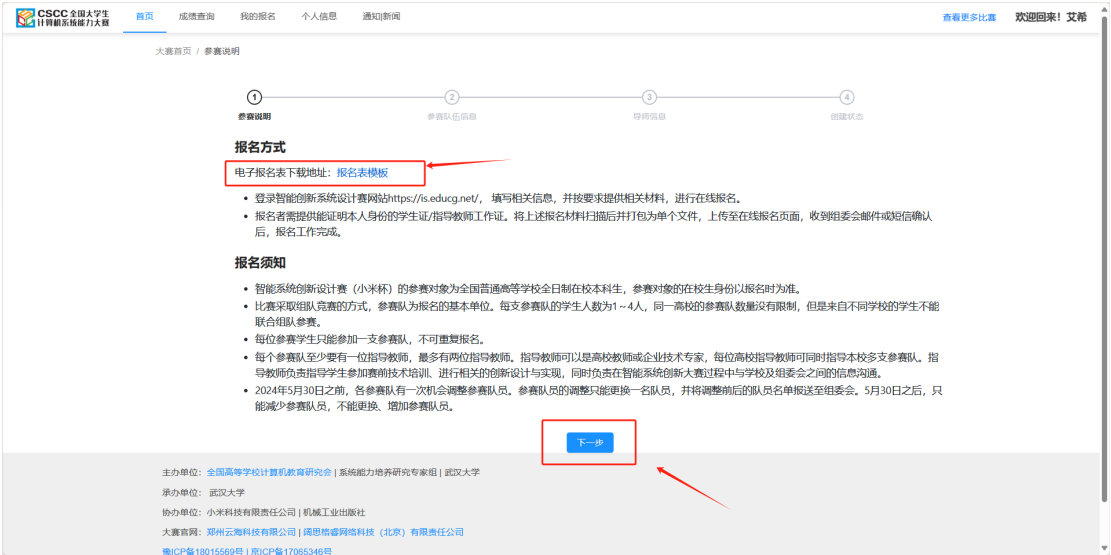 CSCC 全国大学生
计算机系统能力大赛
首页 成绩查询 我的报名 个人信息 通知|新闻 查看更多比赛 欢迎回来！艾希
大赛首页 / 参赛说明
1 2 3 4
参赛说明 参赛队伍信息 导师信息 创建状态
报名方式
电子报名表下载地址：报名表模板
• 登录智能创新系统设计赛网站https://is.educg.net/， 填写相关信息，并按要求提供相关材料，进行在线报名。
• 报名者需提供能证明本人身份的学生证/指导教师工作证。将上述报名材料扫描后并打包为单个文件，上传至在线报名页面，收到组委会邮件或短信确认
后，报名工作完成。
报名须知
• 智能系统创新设计赛（小米杯）的参赛对象为全国普通高等学校全日制在校本科生，参赛对象的在校生身份以报名时为准。
• 比赛采取组队竞赛的方式，参赛队为报名的基本单位。每支参赛队的学生人数为1～4人，同一高校的参赛队数量没有限制，但是来自不同学校的学生不能
联合组队参赛。
• 每位参赛学生只能参加一支参赛队，不可重复报名。
• 每个参赛队至少要有一位指导教师，最多有两位指导教师。指导教师可以是高校教师或企业技术专家，每位高校指导教师可同时指导本校多支参赛队。指
导教师负责指导学生参加赛前技术培训、进行相关的创新设计与实现，同时负责在智能系统创新大赛过程中与学校及组委会之间的信息沟通。
• 2024年5月30日之前，各参赛队有一次机会调整参赛队员。参赛队员的调整只能更换一名队员，并将调整前后的队员名单报送至组委会。5月30日之后，只
能减少参赛队员，不能更换、增加参赛队员。
下一步
主办单位：全国高等学校计算机教育研究会 | 系统能力培养研究专家组 | 武汉大学
承办单位： 武汉大学
协办单位：小米科技有限责任公司 | 机械工业出版社
大赛官网：郑州云海科技有限公司 | 阔思格睿网络科技（北京）有限责任公司
豫ICP备18015569号 | 京ICP备17065346号